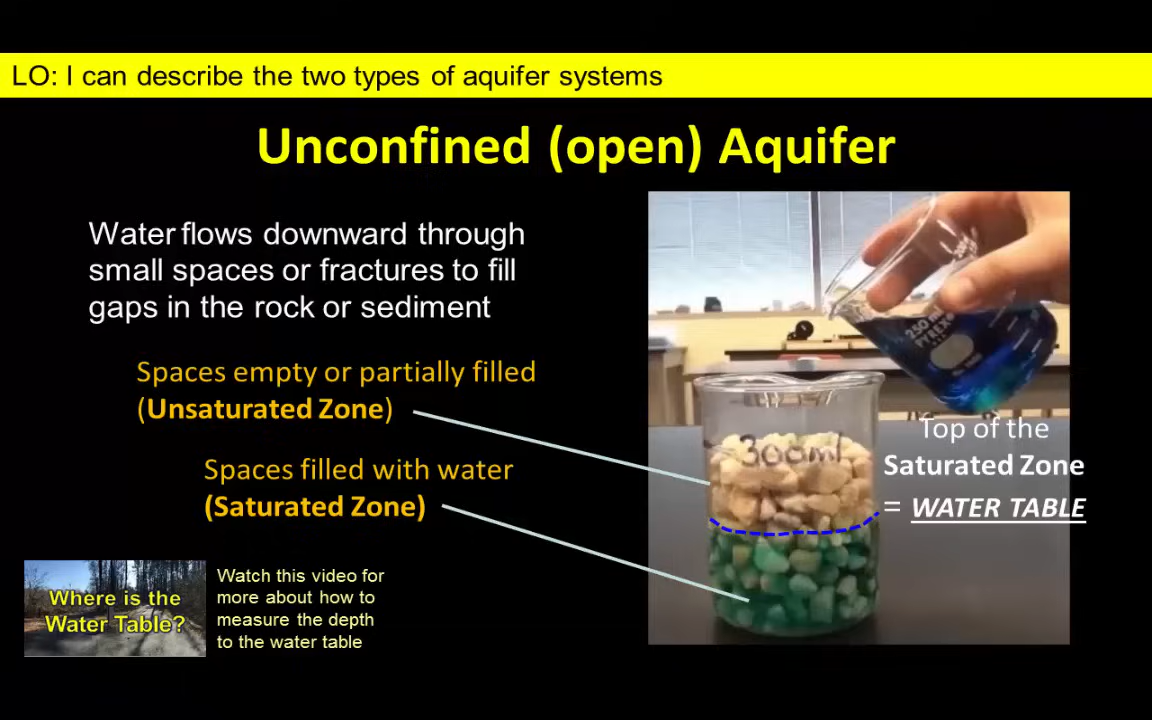 LO: I can describe the two types of aquifer systems
Unconfined (open) Aquifer
Water flows downward through
small spaces or fractures to fill
gaps in the rock or sediment
Spaces empty or partially filled
(Unsaturated Zone)
Spaces filled with water
(Saturated Zone)
Where is the
Water Table?
Watch this video for
more about how to
measure the depth
to the water table
250 ml
PYREX
300ml
Top of the
Saturated Zone
= WATER TABLE